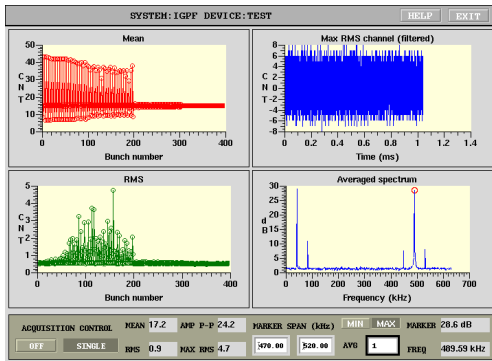 SYSTEM:IGPF DEVICE:TEST
HELP
EXIT
Mean
50
40
30
20
10
0
C
N
T
0 100 200 300 400
Bunch number
Max RMS channel (filtered)
8
6
4
2
0
-2
-4
-6
-8
C
N
T
0 0.2 0.4 0.6 0.8 1 1.2 1.4
Time (ms)
RMS
5
4
3
2
1
0
C
N
T
0 100 200 300 400
Bunch number
Averaged spectrum
30
25
20
15
10
5
0
d
B
0 100 200 300 400 500 600 700
Frequency (kHz)
ACQUISITION CONTROL
OFF
SINGLE
MEAN 17.2
AMP P-P 24.2
RMS 0.9
MAX RMS 4.7
MARKER SPAN (kHz)
470.00
520.00
MIN
MAX
AVG 1
MARKER 28.6 dB
FREQ 489.59 kHz